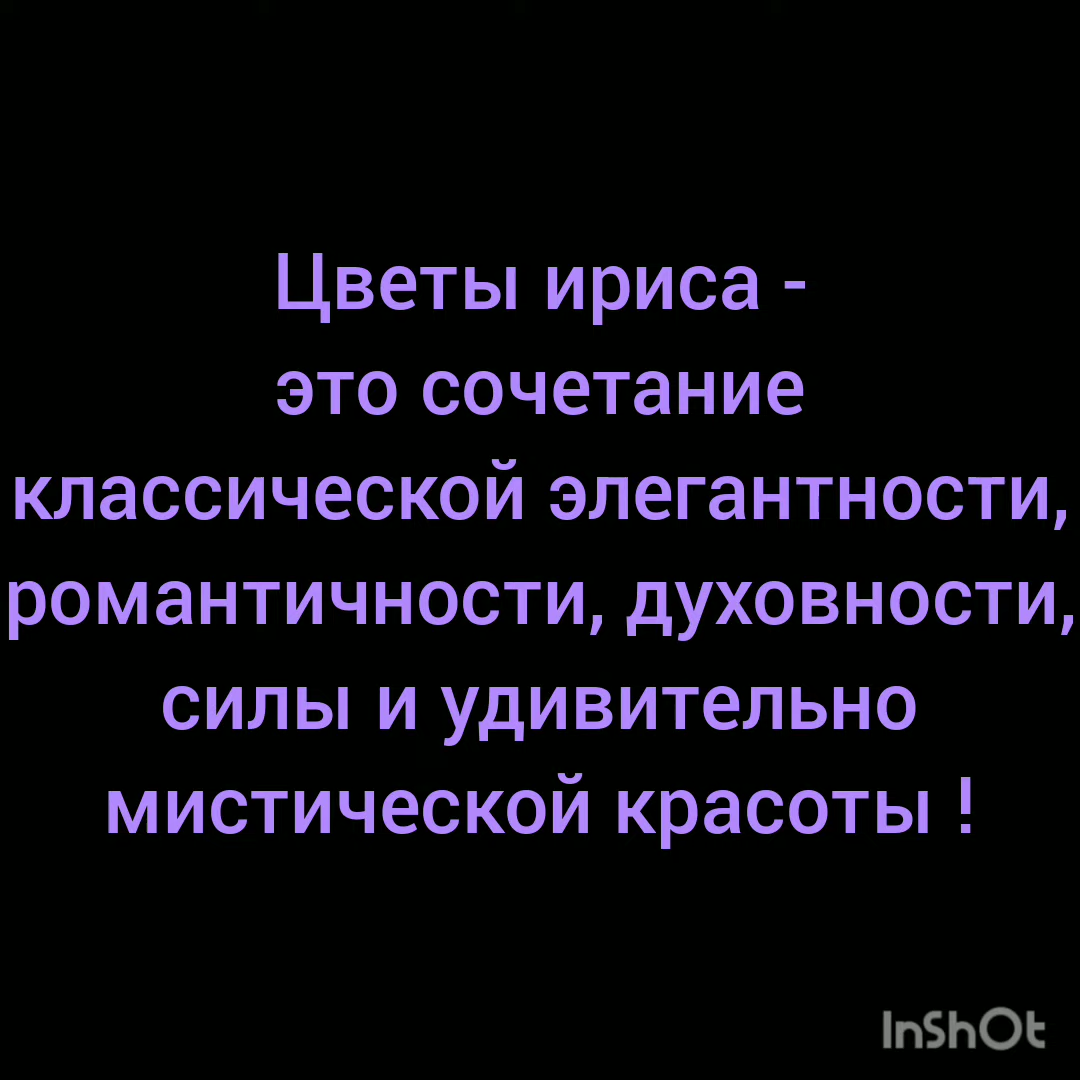 Цветы ириса -
это сочетание
классической элегантности,
романтичности, духовности,
силы и удивительно
мистической красоты !
InShOt